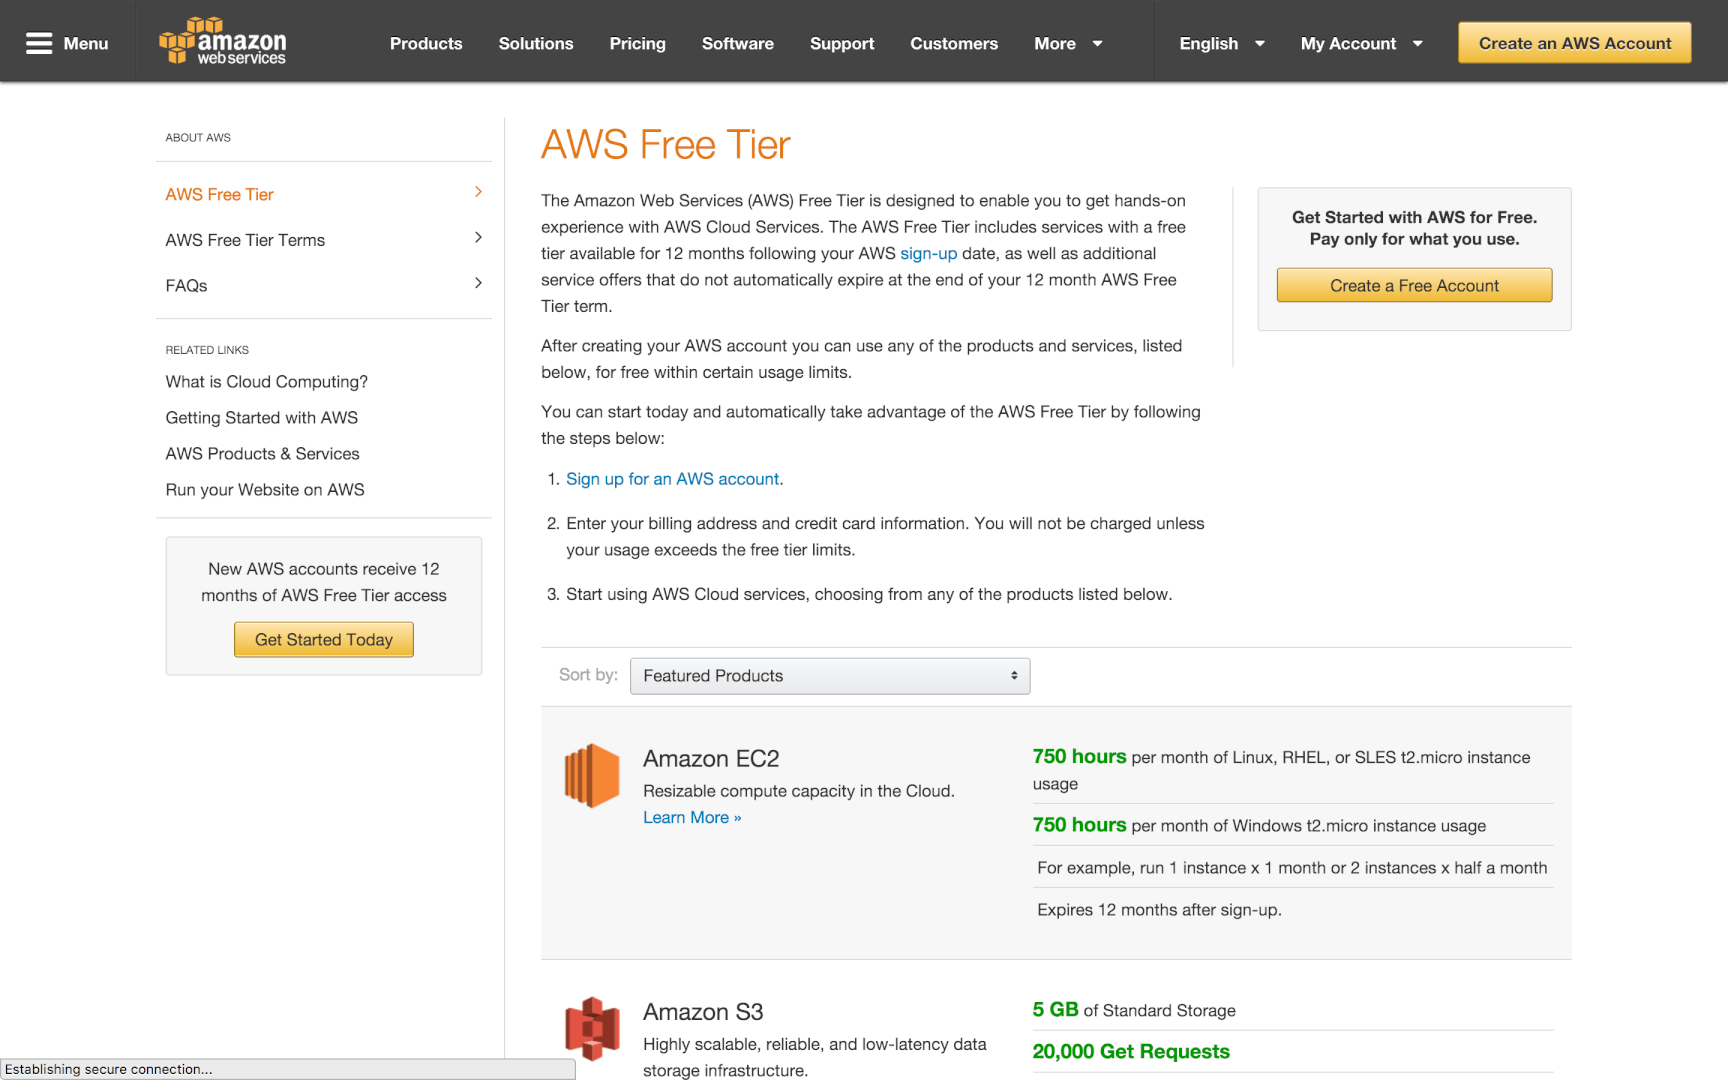 Menu
amazon
web services
Products
Solutions
Pricing
Software
Support
Customers
More
English
My Account
Create an AWS Account
ABOUT AWS
AWS Free Tier
AWS Free Tier Terms
FAQs
RELATED LINKS
What is Cloud Computing?
Getting Started with AWS
AWS Products & Services
Run your Website on AWS
New AWS accounts receive 12
months of AWS Free Tier access
Get Started Today
AWS Free Tier
The Amazon Web Services (AWS) Free Tier is designed to enable you to get hands-on
experience with AWS Cloud Services. The AWS Free Tier includes services with a free
tier available for 12 months following your AWS sign-up date, as well as additional
service offers that do not automatically expire at the end of your 12 month AWS Free
Tier term.
After creating your AWS account you can use any of the products and services, listed
below, for free within certain usage limits.
You can start today and automatically take advantage of the AWS Free Tier by following
the steps below:
1. Sign up for an AWS account.
2. Enter your billing address and credit card information. You will not be charged unless
your usage exceeds the free tier limits.
3. Start using AWS Cloud services, choosing from any of the products listed below.
Get Started with AWS for Free.
Pay only for what you use.
Create a Free Account
Sort by: Featured Products
Amazon EC2
Resizable compute capacity in the Cloud.
Learn More »
750 hours per month of Linux, RHEL, or SLES t2.micro instance
usage
750 hours per month of Windows t2.micro instance usage
For example, run 1 instance x 1 month or 2 instances x half a month
Expires 12 months after sign-up.
Amazon S3
Highly scalable, reliable, and low-latency data
storage infrastructure.
5 GB of Standard Storage
20,000 Get Requests
Establishing secure connection...